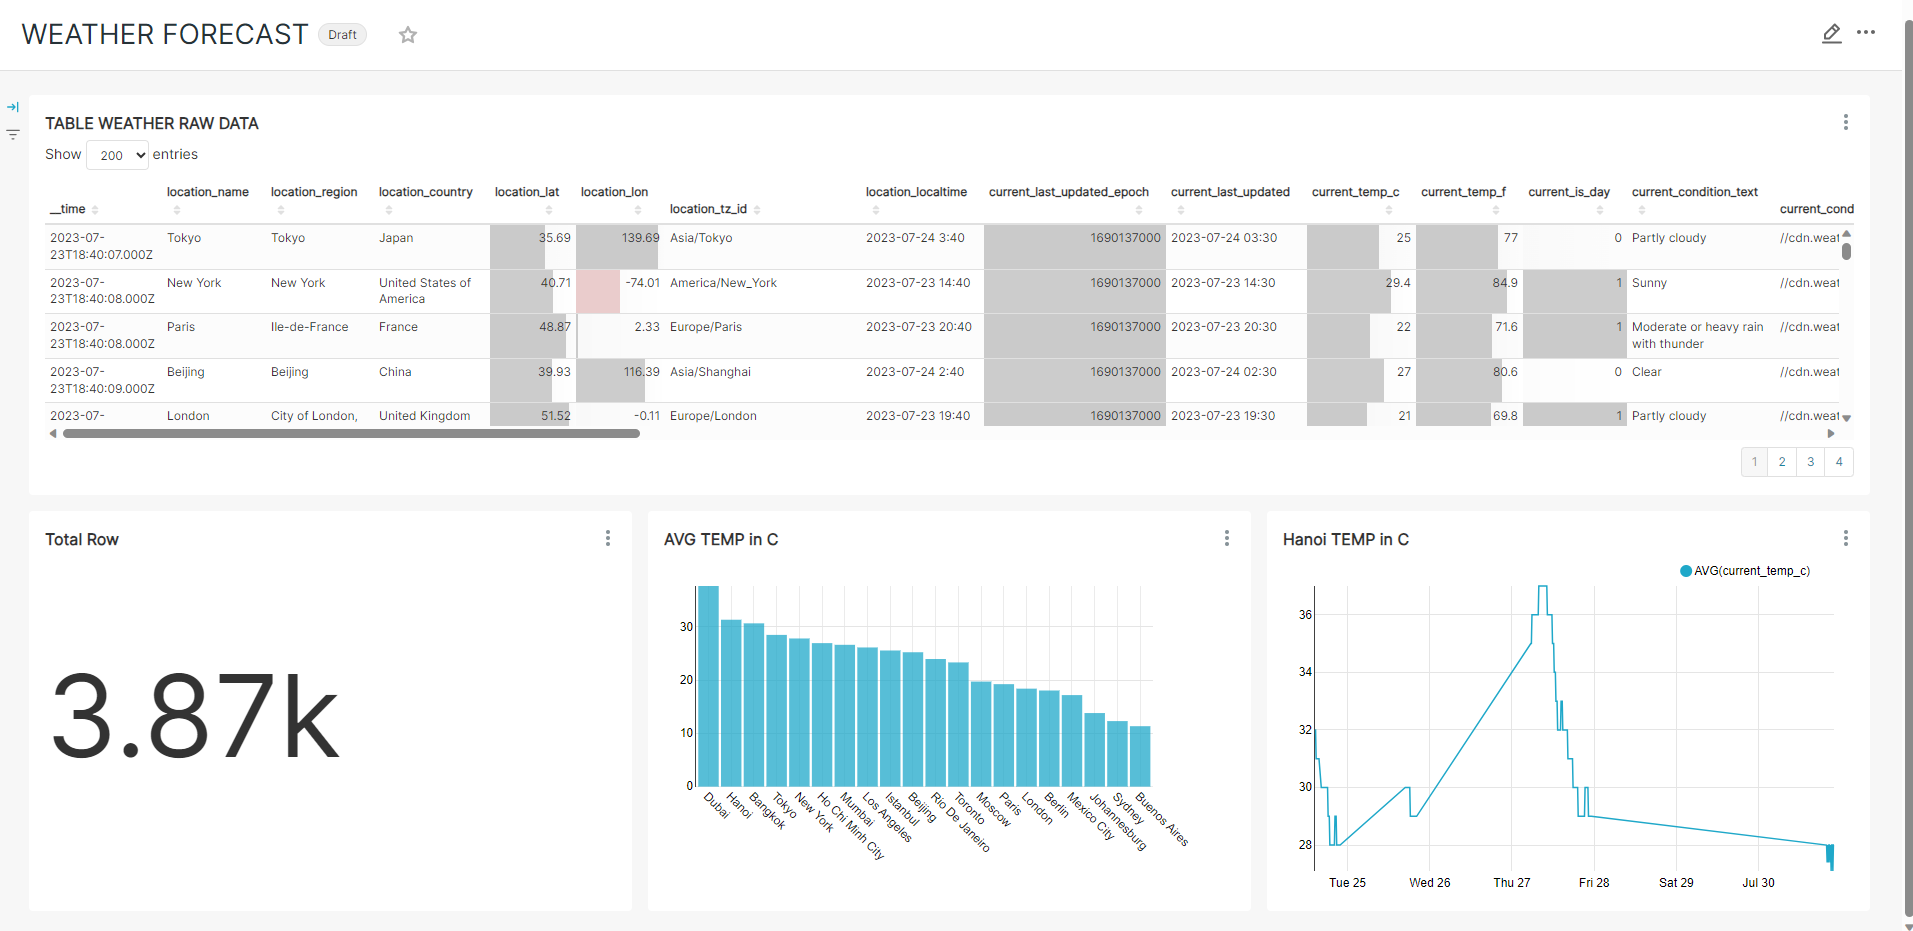 WEATHER FORECAST Draft
TABLE WEATHER RAW DATA
Show 200 entries
__time location_name location_region location_country location_lat location_lon location_tz_id location_localtime current_last_updated_epoch current_last_updated current_temp_c current_temp_f current_is_day current_condition_text current_cond
2023-07-23T18:40:07.000Z Tokyo Tokyo Japan 35.69 139.69 Asia/Tokyo 2023-07-24 3:40 1690137000 2023-07-24 03:30 25 77 0 Partly cloudy //cdn.weat
2023-07-23T18:40:08.000Z New York New York United States of America 40.71 -74.01 America/New_York 2023-07-23 14:40 1690137000 2023-07-23 14:30 29.4 84.9 1 Sunny //cdn.weat
2023-07-23T18:40:08.000Z Paris Ile-de-France France 48.87 2.33 Europe/Paris 2023-07-23 20:40 1690137000 2023-07-23 20:30 22 71.6 1 Moderate or heavy rain with thunder //cdn.weat
2023-07-23T18:40:09.000Z Beijing Beijing China 39.93 116.39 Asia/Shanghai 2023-07-24 2:40 1690137000 2023-07-24 02:30 27 80.6 0 Clear //cdn.weat
2023-07- London City of London, United Kingdom 51.52 -0.11 Europe/London 2023-07-23 19:40 1690137000 2023-07-23 19:30 21 69.8 1 Partly cloudy //cdn.weat
1 2 3 4
Total Row
3.87k
AVG TEMP in C
30
20
10
0
Dubai Hanoi Bangkok Tokyo New York Ho Chi Minh City Mumbai Los Angeles Istanbul Beijing Rio De Janeiro Toronto Moscow Paris London Berlin Mexico City Johannesburg Sydney Buenos Aires
Hanoi TEMP in C
AVG(current_temp_c)
36
34
32
30
28
Tue 25 Wed 26 Thu 27 Fri 28 Sat 29 Jul 30